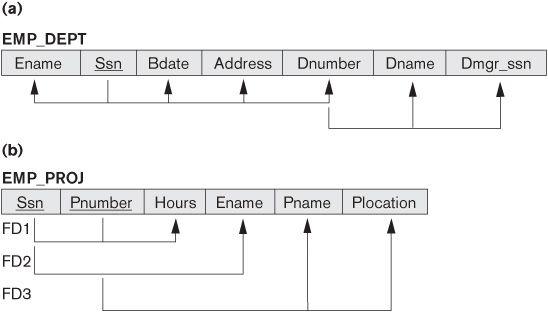 (a)
EMP_DEPT
Ename Ssn Bdate Address Dnumber Dname Dmgr_ssn
(b)
EMP_PROJ
Ssn Pnumber Hours Ename Pname Plocation
FD1
FD2
FD3